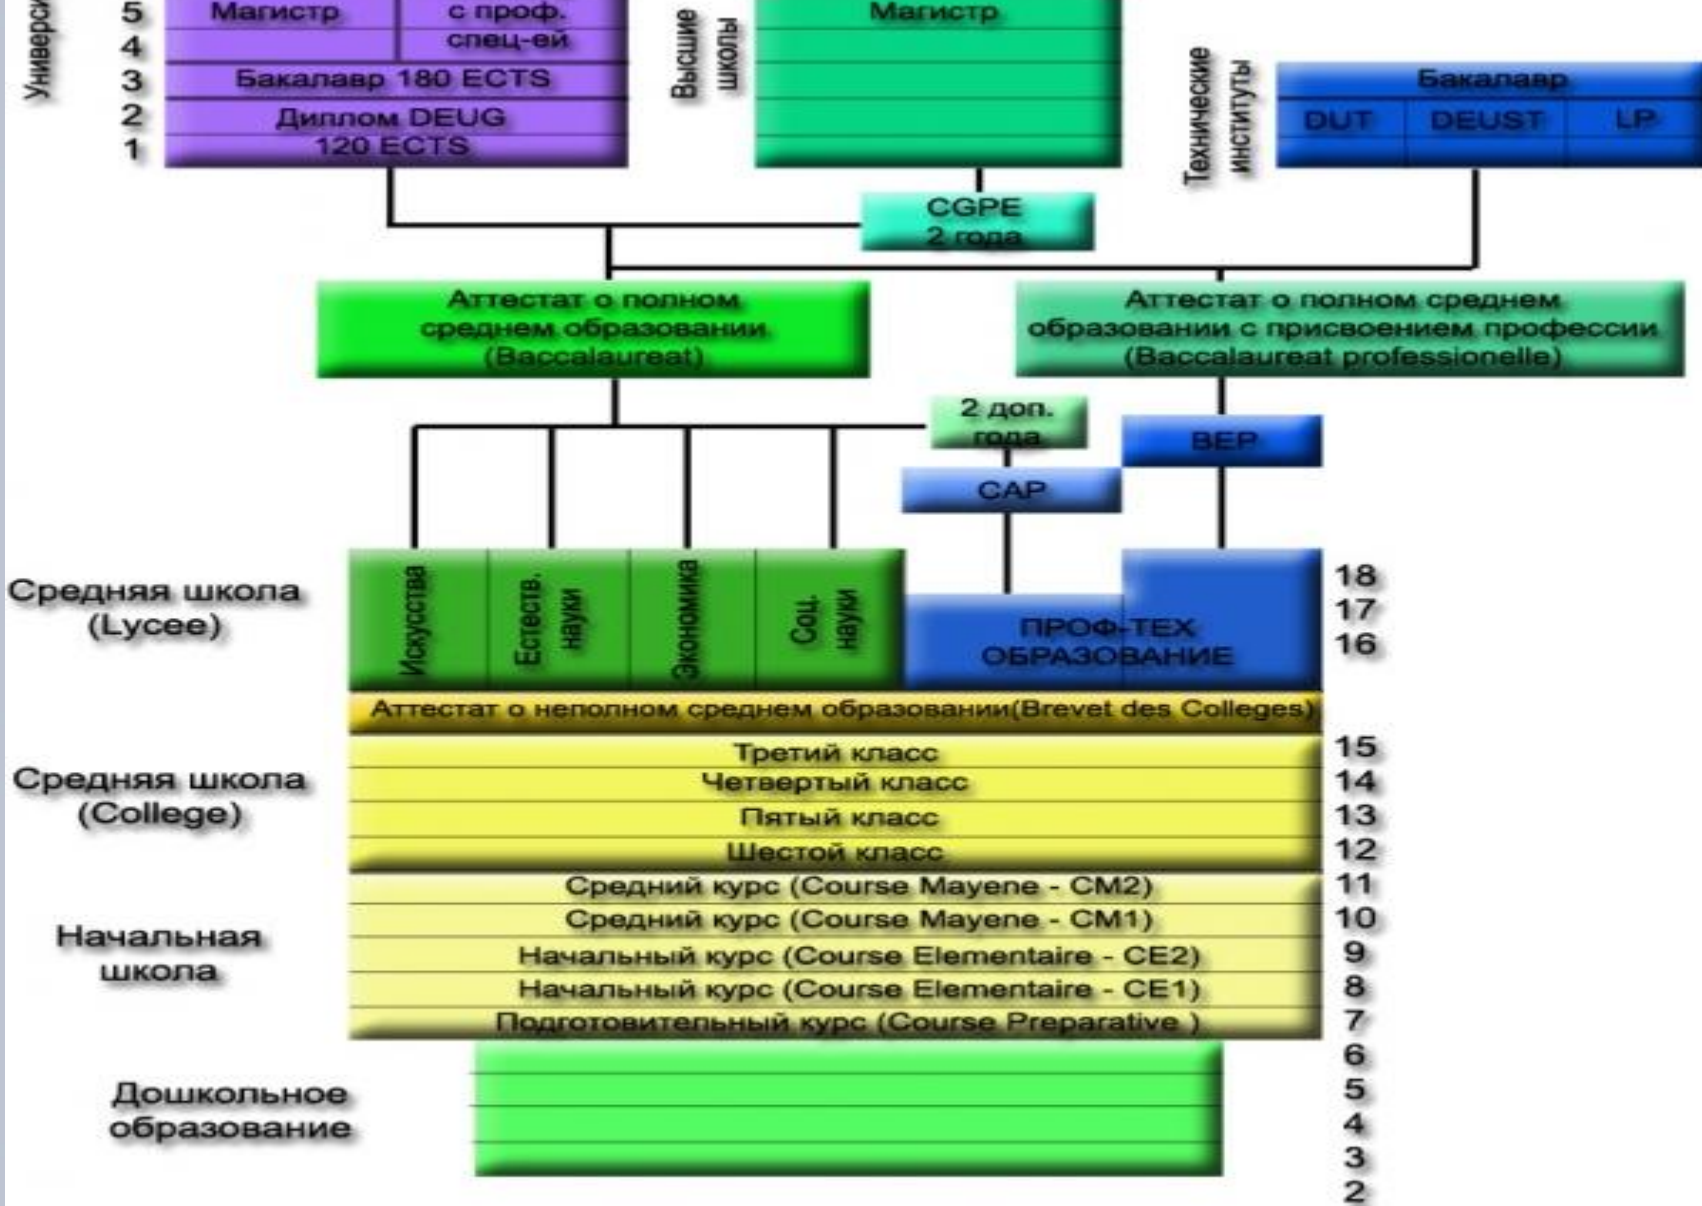 Универси
5
4
3
2
1
Магистр
с проф.
спец-ей
Бакалавр 180 ECTS
Диплом DEUG
120 ECTS
Высшие
школы
Магистр
Технические
институты
Бакалавр
DUT
DEUST
LP
CGPE
2 года
Аттестат о полном
среднем образовании
(Baccalaureat)
Аттестат о полном среднем
образовании с присвоением профессии
(Baccalaureat professionelle)
2 доп.
года
BEP
CAP
Средняя школа
(Lycee)
Искусства
Естеств.
науки
Экономика
Соц.
науки
ПРОФ-ТЕХ
ОБРАЗОВАНИЕ
18
17
16
Аттестат о неполном среднем образовании(Brevet des Colleges)
Средняя школа
(College)
Третий класс
15
Четвертый класс
14
Пятый класс
13
Шестой класс
12
Начальная
школа
Средний курс (Course Mayene - CM2)
11
Средний курс (Course Mayene - CM1)
10
Начальный курс (Course Elementaire - CE2)
9
Начальный курс (Course Elementaire - CE1)
8
Подготовительный курс (Course Preparative )
7
Дошкольное
образование
6
5
4
3
2